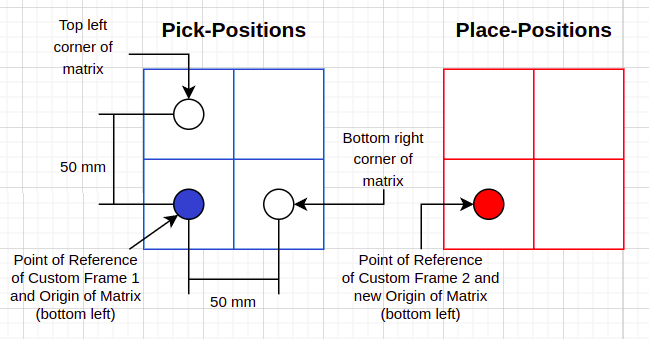 Top left
corner of
matrix
Pick-Positions
Place-Positions
50 mm
Bottom right
corner of
matrix
Point of Reference
of Custom Frame 1
and Origin of Matrix
(bottom left)
50 mm
Point of Reference
of Custom Frame 2 and
new Origin of Matrix
(bottom left)